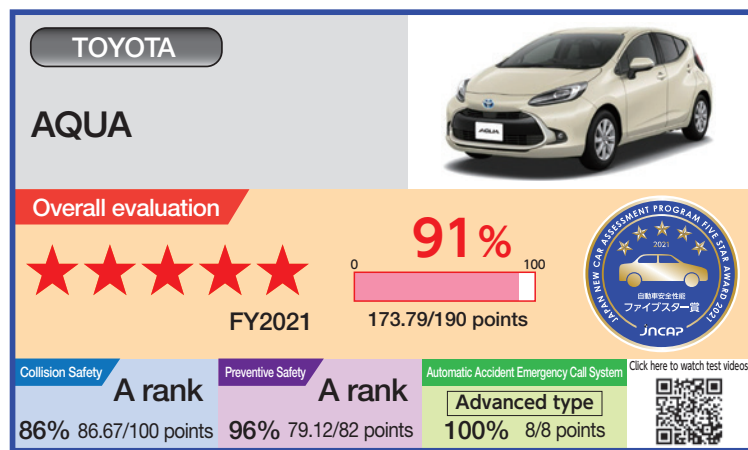 TOYOTA
AQUA
AQUA
Overall evaluation
91%
0 100
FY2021
173.79/190 points
JAPAN NEW CAR ASSESSMENT PROGRAM FIVE STAR AWARD 2021
2021
自動車安全性能
ファイブスター賞
JNCAP
Collision Safety
A rank
86% 86.67/100 points
Preventive Safety
A rank
96% 79.12/82 points
Automatic Accident Emergency Call System
Advanced type
100% 8/8 points
Click here to watch test videos